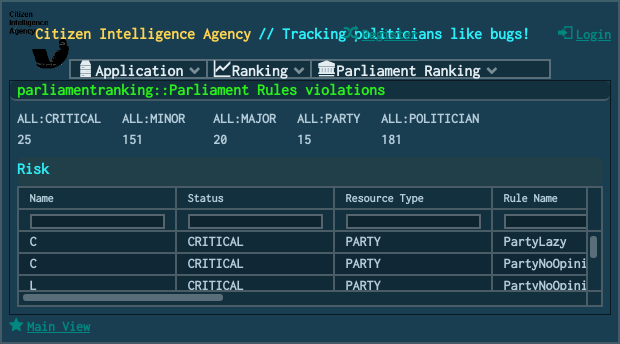 Citizen
Intelligence
Agency
Citizen Intelligence Agency // Tracking politicians like bugs!
Register
Login
Application Ranking Parliament Ranking
parliamentranking::Parliament Rules violations
ALL:CRITICAL ALL:MINOR ALL:MAJOR ALL:PARTY ALL:POLITICIAN
25 151 20 15 181
Risk
Name Status Resource Type Rule Name
C CRITICAL PARTY PartyLazy
C CRITICAL PARTY PartyNoOpini
L CRITICAL PARTY PartyNoOpini
Main View